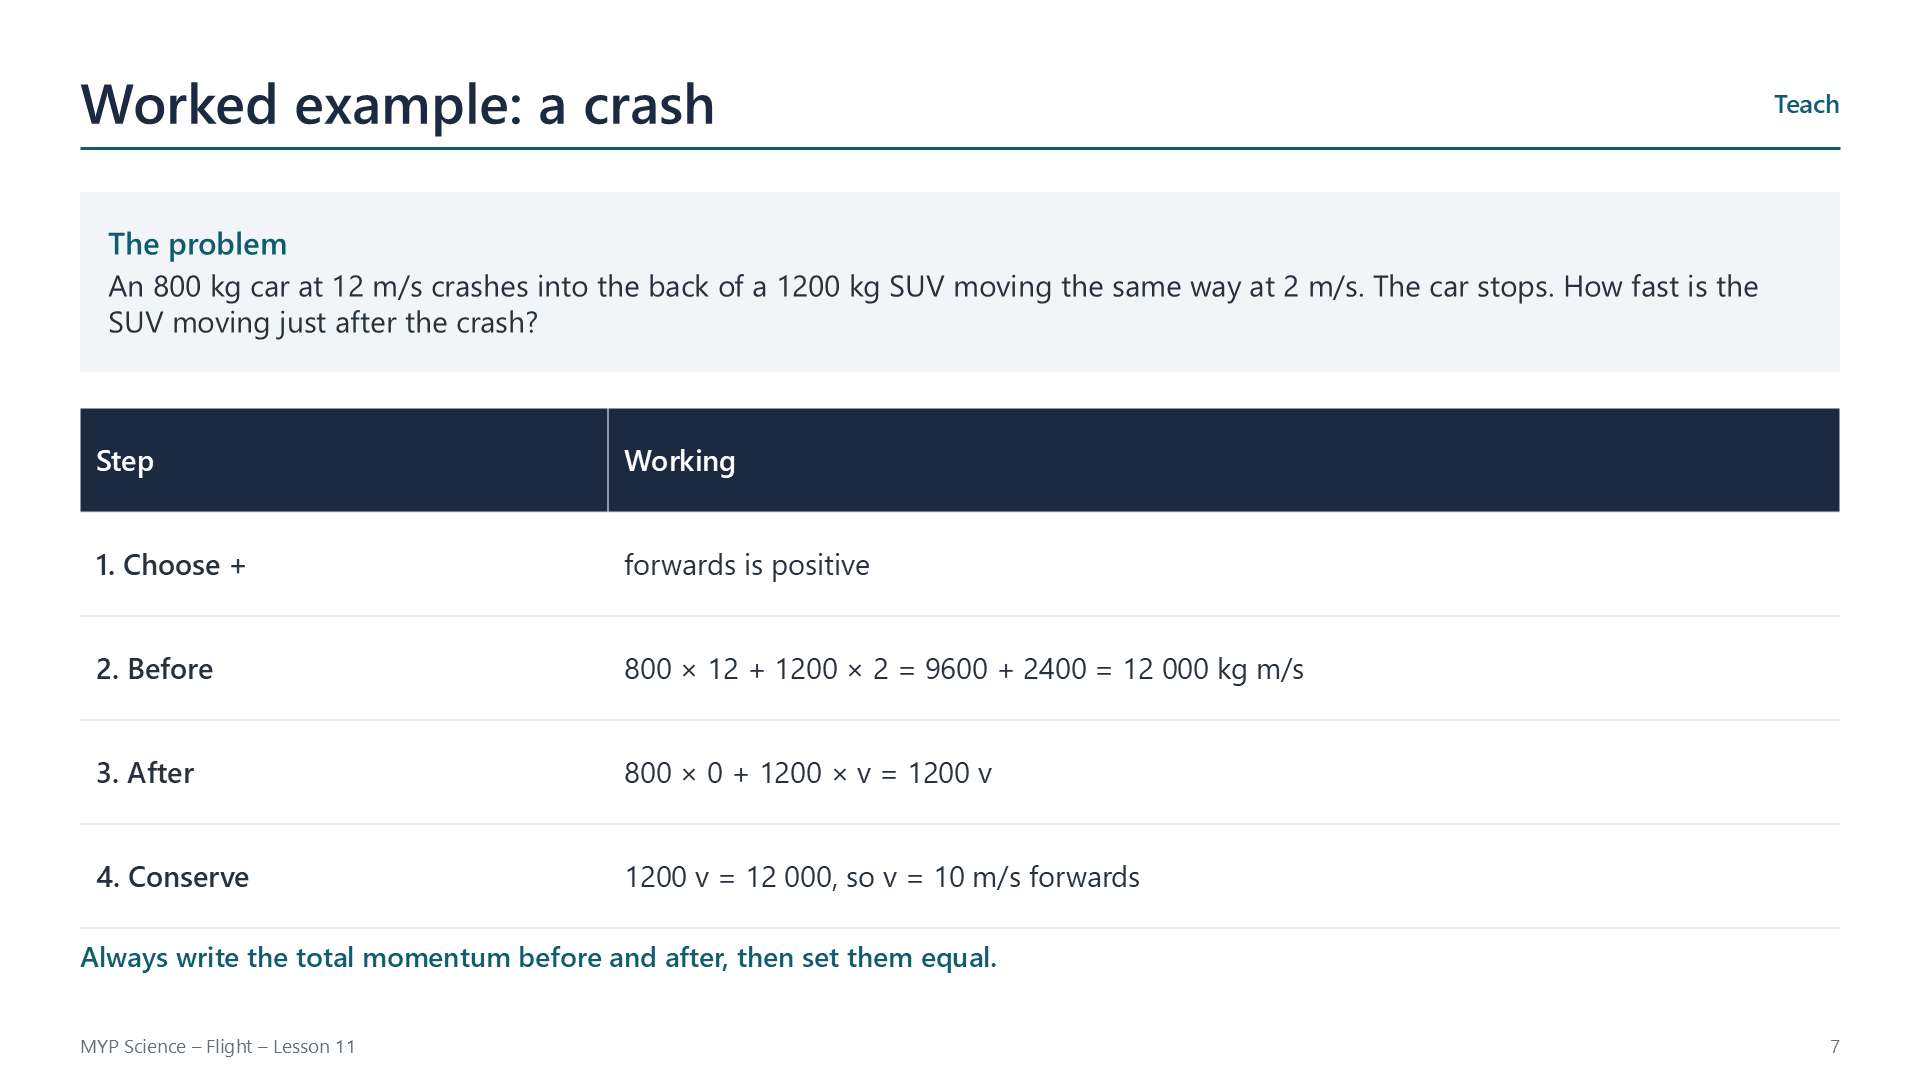 Worked example: a crash
Teach
The problem
An 800 kg car at 12 m/s crashes into the back of a 1200 kg SUV moving the same way at 2 m/s. The car stops. How fast is the
SUV moving just after the crash?
Step
Working
1. Choose +
forwards is positive
2. Before
800 × 12 + 1200 × 2 = 9600 + 2400 = 12 000 kg m/s
3. After
800 × 0 + 1200 × v = 1200 v
4. Conserve
1200 v = 12 000, so v = 10 m/s forwards
Always write the total momentum before and after, then set them equal.
MYP Science – Flight – Lesson 11
7